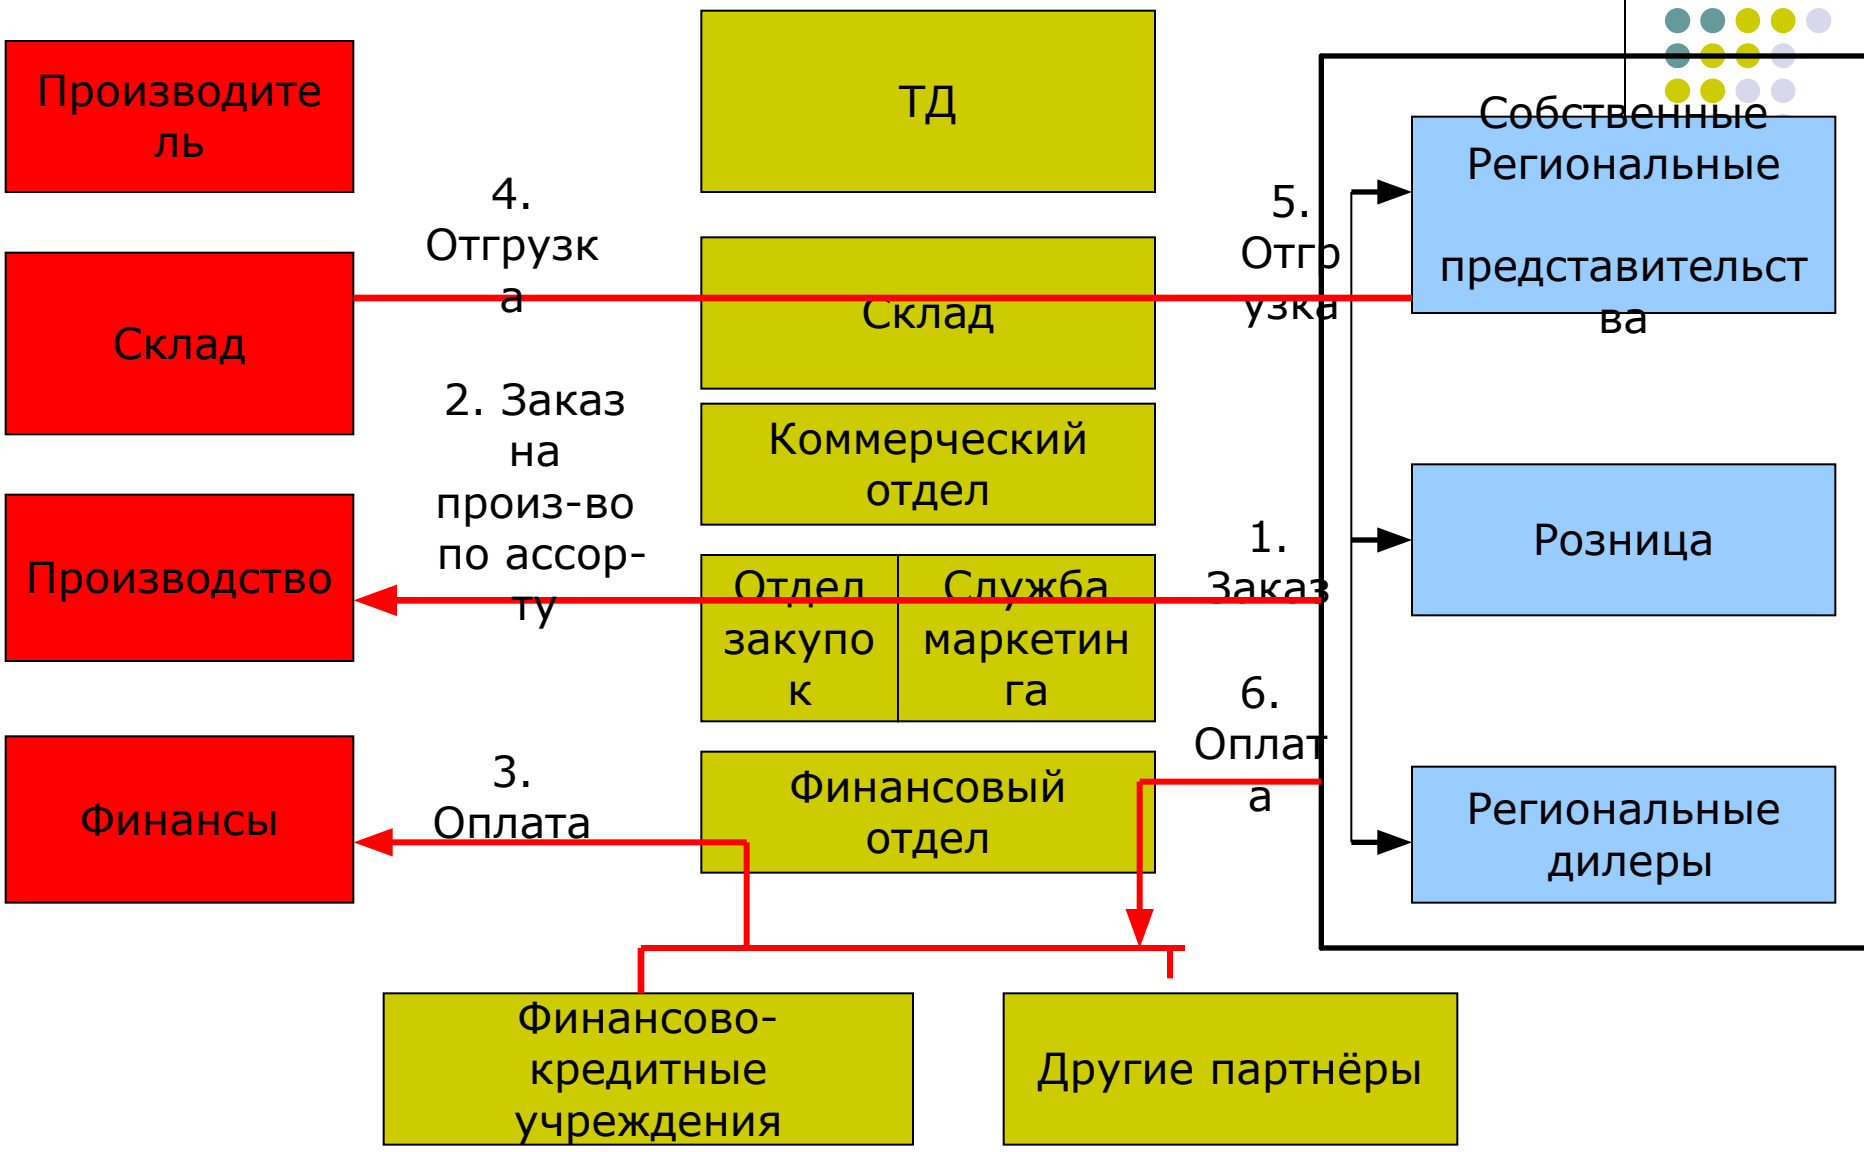 Производите
ль
ТД
Собственные
Региональные
представительст
ва
4.
Отгрузк
а
5.
Отгр
узка
Склад
Склад
2. Заказ
на
произ-во
по ассор-
ту
Коммерческий
отдел
1.
Заказ
Розница
Производство
Отдел
закупо
к
Служба
маркетин
га
6.
Оплат
а
3.
Оплата
Финансы
Финансовый
отдел
Региональные
дилеры
Финансово-
кредитные
учреждения
Другие партнёры